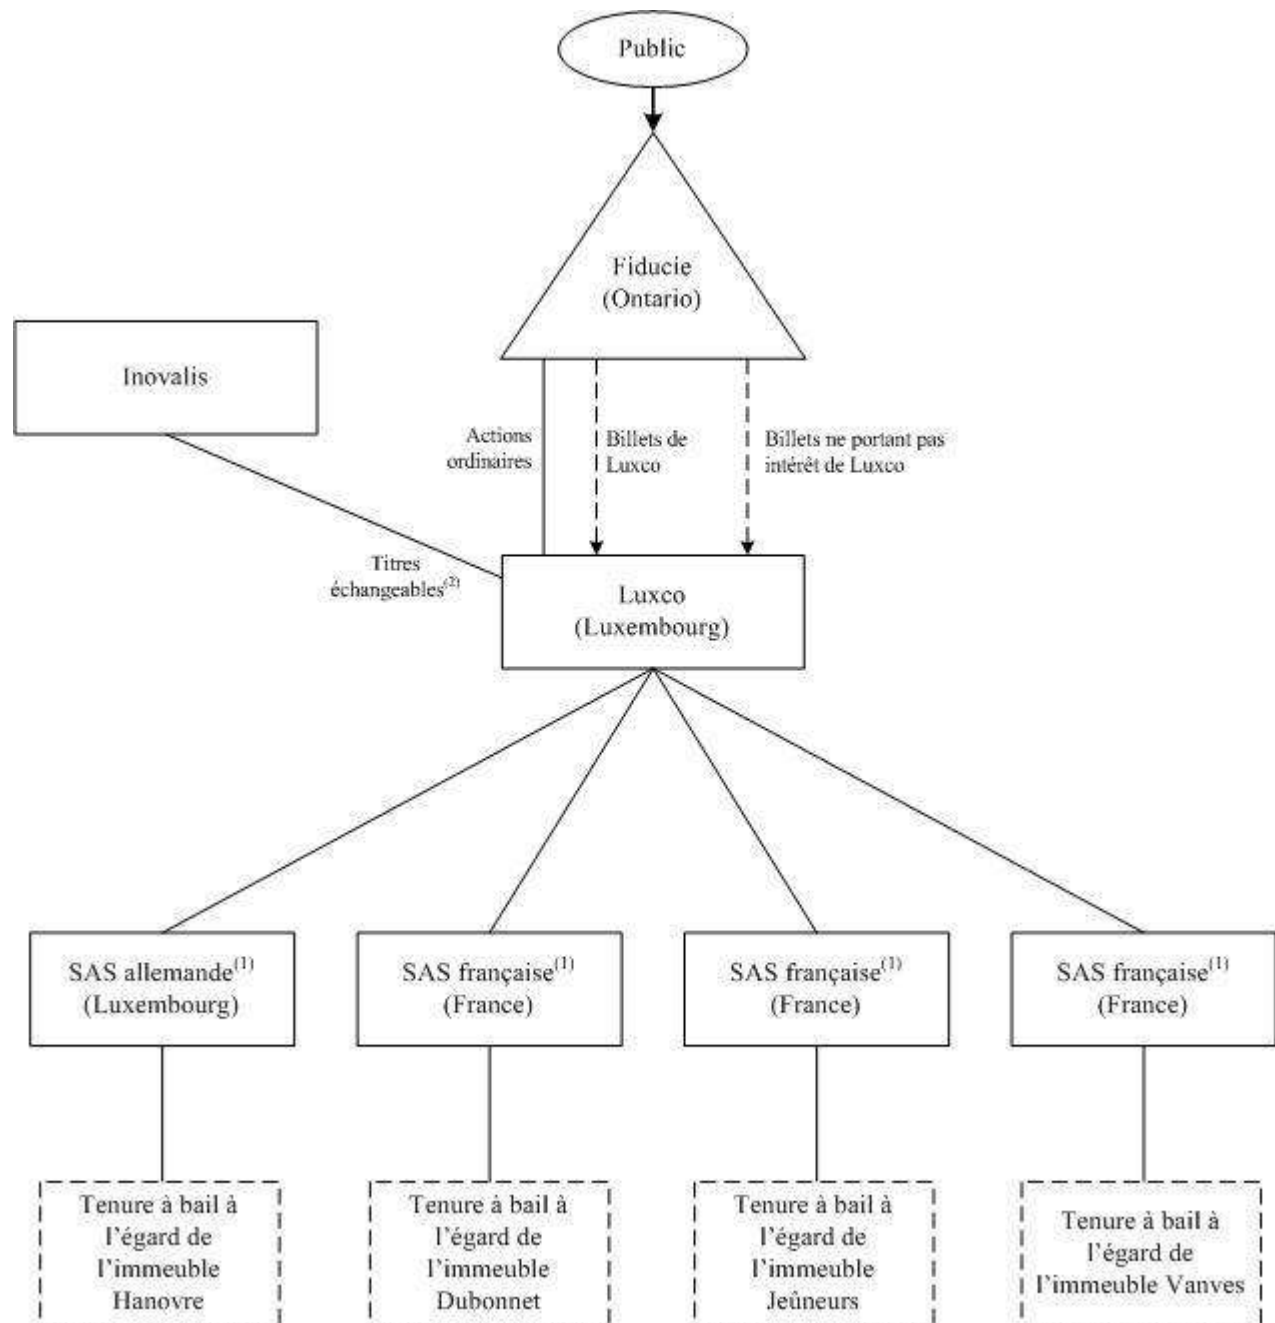 Public
Fiducie
(Ontario)
Inovalis
Actions
ordinaires
Billets de
Luxco
Billets ne portant pas
intérêt de Luxco
Titres
échangeables(2)
Luxco
(Luxembourg)
SAS allemande(1)
(Luxembourg)
SAS française(1)
(France)
SAS française(1)
(France)
SAS française(1)
(France)
Tenure à bail à
l'égard de
l'immeuble
Hanovre
Tenure à bail à
l'égard de
l'immeuble
Dubonnet
Tenure à bail à
l'égard de
l'immeuble
Jeûneurs
Tenure à bail à
l'égard de
l'immeuble Vanves